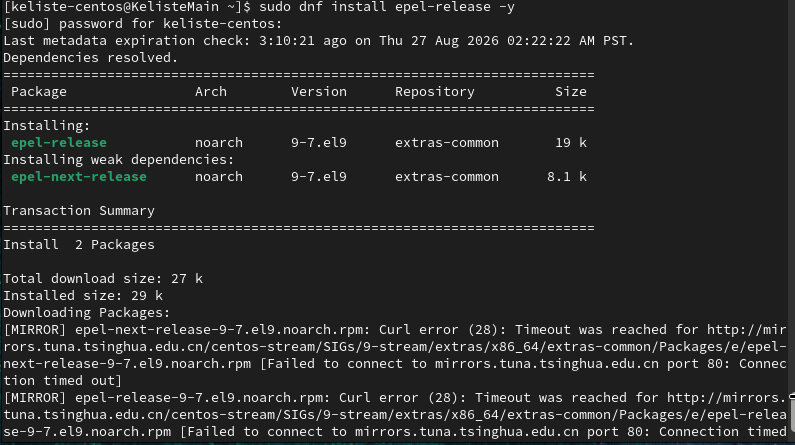 [keliste-centos@KelisteMain ~]$ sudo dnf install epel-release -y
[sudo] password for keliste-centos:
Last metadata expiration check: 3:10:21 ago on Thu 27 Aug 2026 02:22:22 AM PST.
Dependencies resolved.
==========================================================================
Package Arch Version Repository Size
==========================================================================
Installing:
epel-release noarch 9-7.el9 extras-common 19 k
Installing weak dependencies:
epel-next-release noarch 9-7.el9 extras-common 8.1 k
Transaction Summary
==========================================================================
Install 2 Packages
Total download size: 27 k
Installed size: 29 k
Downloading Packages:
[MIRROR] epel-next-release-9-7.el9.noarch.rpm: Curl error (28): Timeout was reached for http://mir
rors.tuna.tsinghua.edu.cn/centos-stream/SIGs/9-stream/extras/x86_64/extras-common/Packages/e/epel-
next-release-9-7.el9.noarch.rpm [Failed to connect to mirrors.tuna.tsinghua.edu.cn port 80: Connec
tion timed out]
[MIRROR] epel-release-9-7.el9.noarch.rpm: Curl error (28): Timeout was reached for http://mirrors.
tuna.tsinghua.edu.cn/centos-stream/SIGs/9-stream/extras/x86_64/extras-common/Packages/e/epel-relea
se-9-7.el9.noarch.rpm [Failed to connect to mirrors.tuna.tsinghua.edu.cn port 80: Connection timed